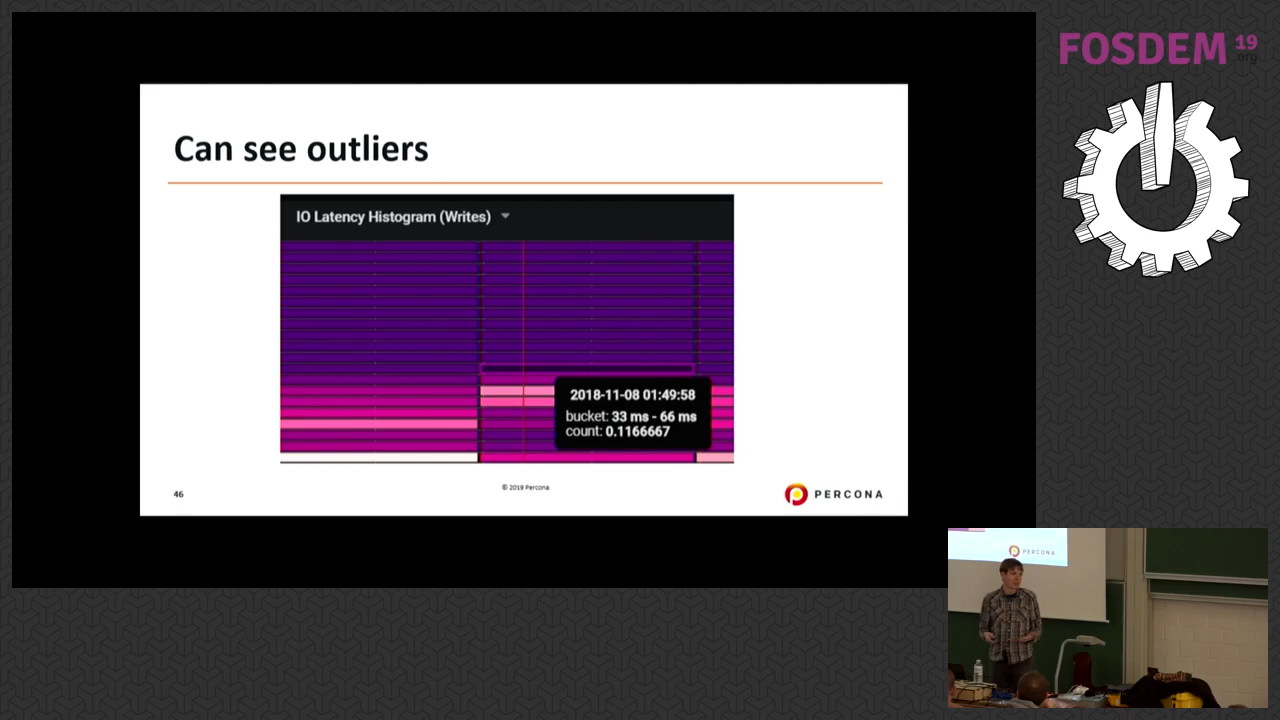 FOSDEM 19
.org
Can see outliers
IO Latency Histogram (Writes)
2018-11-08 01:49:58
bucket: 33 ms - 66 ms
count: 0.1166667
46
© 2019 Percona
PERCONA
PERCONA